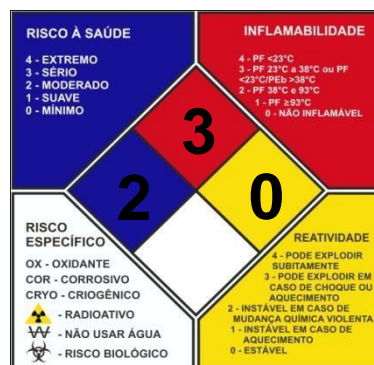 RISCO À SAÚDE
4 - EXTREMO
3 - SÉRIO
2 - MODERADO
1 - SUAVE
0 - MÍNIMO
INFLAMABILIDADE
4 - PF <23°C
3 - PF 23°C a 38°C ou PF
<23°C/PEb >38°C
2 - PF 38°C e 93°C
1 - PF ≥93°C
0 - NÃO INFLAMÁVEL
3
2
0
RISCO
ESPECÍFICO
OX - OXIDANTE
COR - CORROSIVO
CRYO - CRIOGÊNICO
- RADIOATIVO
W - NÃO USAR ÁGUA
- RISCO BIOLÓGICO
REATIVIDADE
4 - PODE EXPLODIR
SUBITAMENTE
3 - PODE EXPLODIR EM
CASO DE CHOQUE OU
AQUECIMENTO
2 - INSTÁVEL EM CASO DE
MUDANÇA QUÍMICA VIOLENTA
1 - INSTÁVEL EM CASO DE
AQUECIMENTO
0 - ESTÁVEL